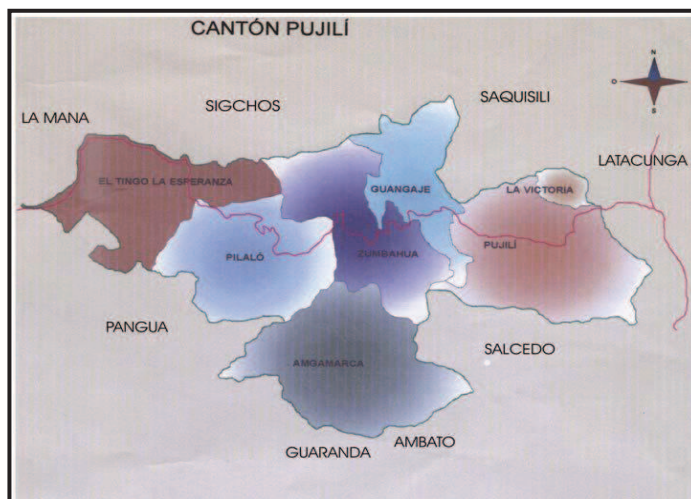 CANTÓN PUJILÍ
N
O
S
SIGCHOS
SAQUISILI
LA MANA
LATACUNGA
EL TINGO LA ESPERANZA
GUANGAJE
LA VICTORIA
PILALÓ
ZUMBAHUA
PUJILÍ
PANGUA
SALCEDO
AMGAMARCA
GUARANDA
AMBATO